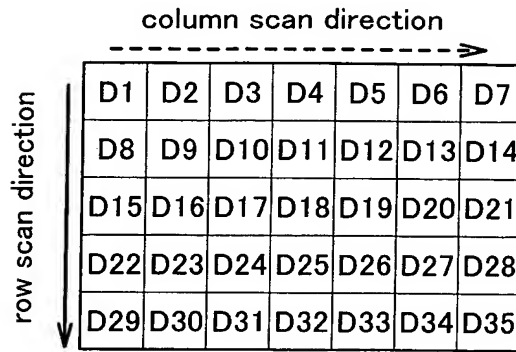 column scan direction
row scan direction
D1 D2 D3 D4 D5 D6 D7
D8 D9 D10 D11 D12 D13 D14
D15 D16 D17 D18 D19 D20 D21
D22 D23 D24 D25 D26 D27 D28
D29 D30 D31 D32 D33 D34 D35